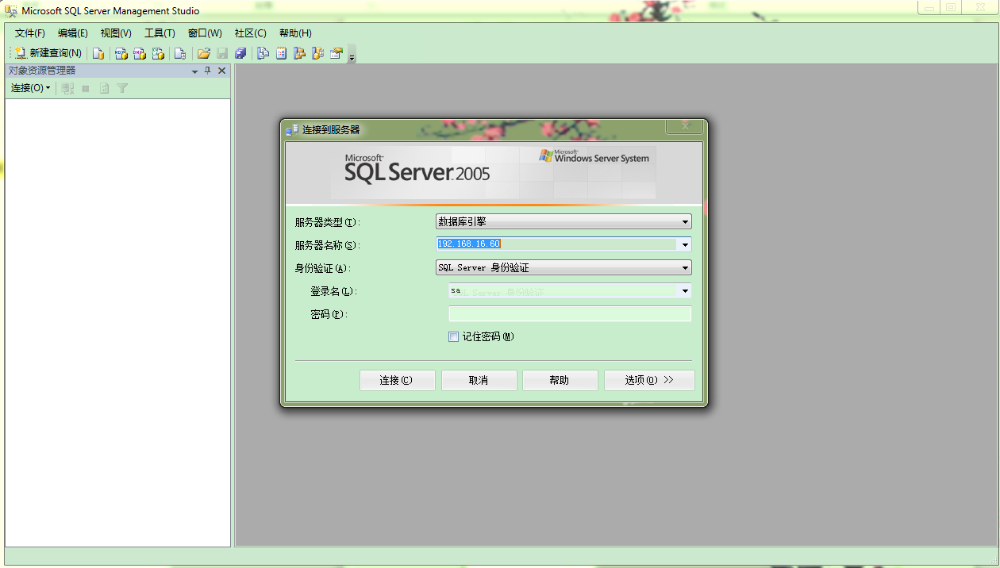 Microsoft SQL Server Management Studio
文件(F) 编辑(E) 视图(V) 工具(T) 窗口(W) 社区(C) 帮助(H)
新建查询(N)
对象资源管理器
连接(O)
连接到服务器
Microsoft
SQL Server 2005
Microsoft
Windows Server System
服务器类型(T): 数据库引擎
服务器名称(S): 192.168.16.60
身份验证(A): SQL Server 身份验证
登录名(L): sa
密码(P):
记住密码(M)
连接(C) 取消 帮助 选项(O) >>